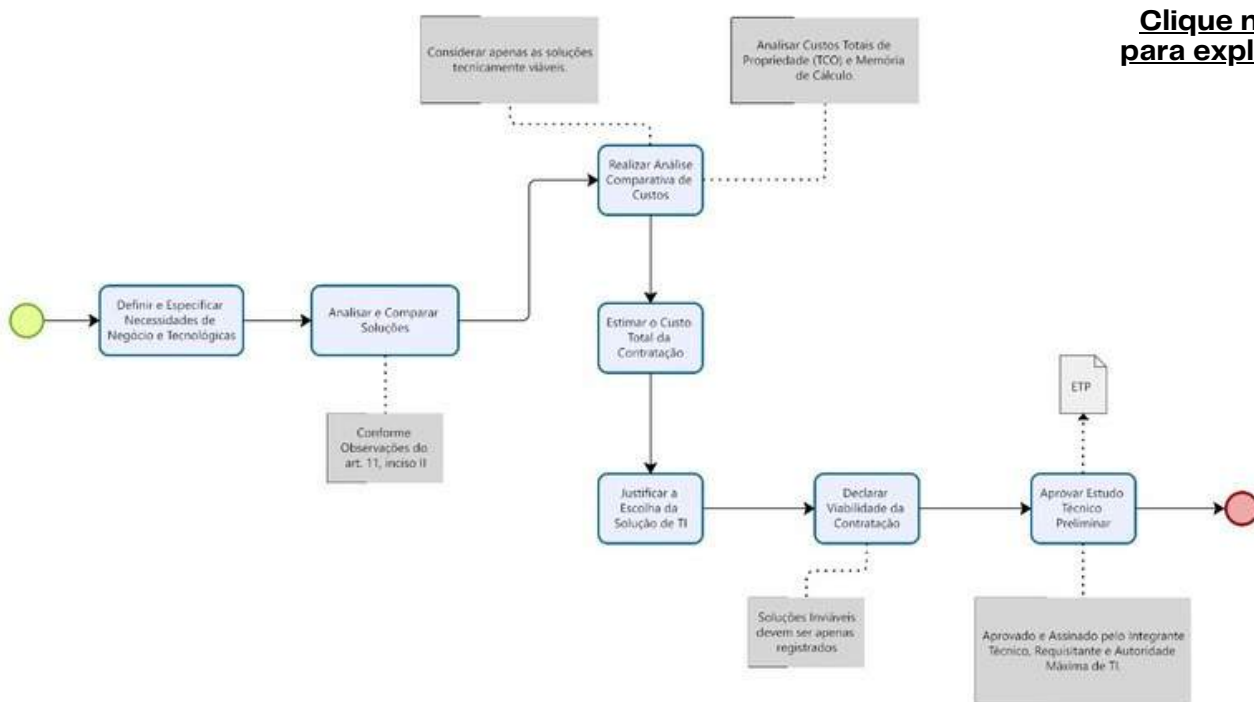 Clique n
para expl
Considerar apenas as soluções
tecnicamente viáveis.
Analisar Custos Totais de
Propriedade (TCO) e Memória
de Cálculo.
Realizar Análise
Comparativa de
Custos
Definir e Especificar
Necessidades de
Negócio e Tecnológicas
Analisar e Comparar
Soluções
Estimar o Custo
Total da
Contratação
ETP
Conforme
Observações do
art. 11, inciso II
Justificar a
Escolha da
Solução de TI
Declarar
Viabilidade da
Contratação
Aprovar Estudo
Técnico
Preliminar
Soluções Inviáveis
devem ser apenas
registrados
Aprovado e Assinado pelo Integrante
Técnico, Requisitante e Autoridade
Máxima de TI.